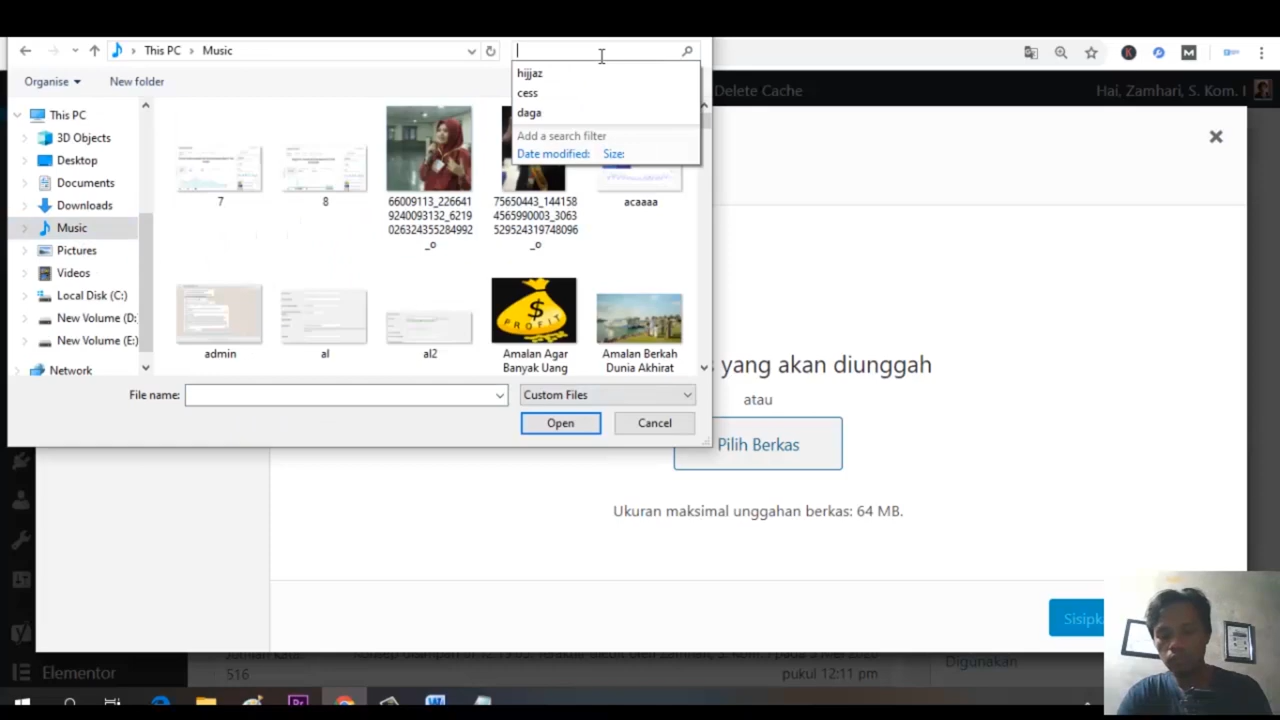 This PC
Music
Organise
New folder
hijjaz
cess
daga
Add a search filter
Date modified:
Size:
Delete Cache
Hai, Zamhari, S. Kom. I
This PC
3D Objects
Desktop
Documents
Downloads
Music
Pictures
Videos
Local Disk (C:)
New Volume (D:
New Volume (E:)
Network
7
8
66009113_226641
9240093132_6219
026324355284992
_o
75650443_144158
4565990003_3063
529524319748096
_o
acaaaa
admin
al
al2
PROFIT
Amalan Agar
Banyak Uang
Amalan Berkah
Dunia Akhirat
File name:
Custom Files
Open
Cancel
yang akan diunggah
atau
Pilih Berkas
Ukuran maksimal unggahan berkas: 64 MB.
Sisipk
Elementor
516
pukul 12:11 pm
Digunakan